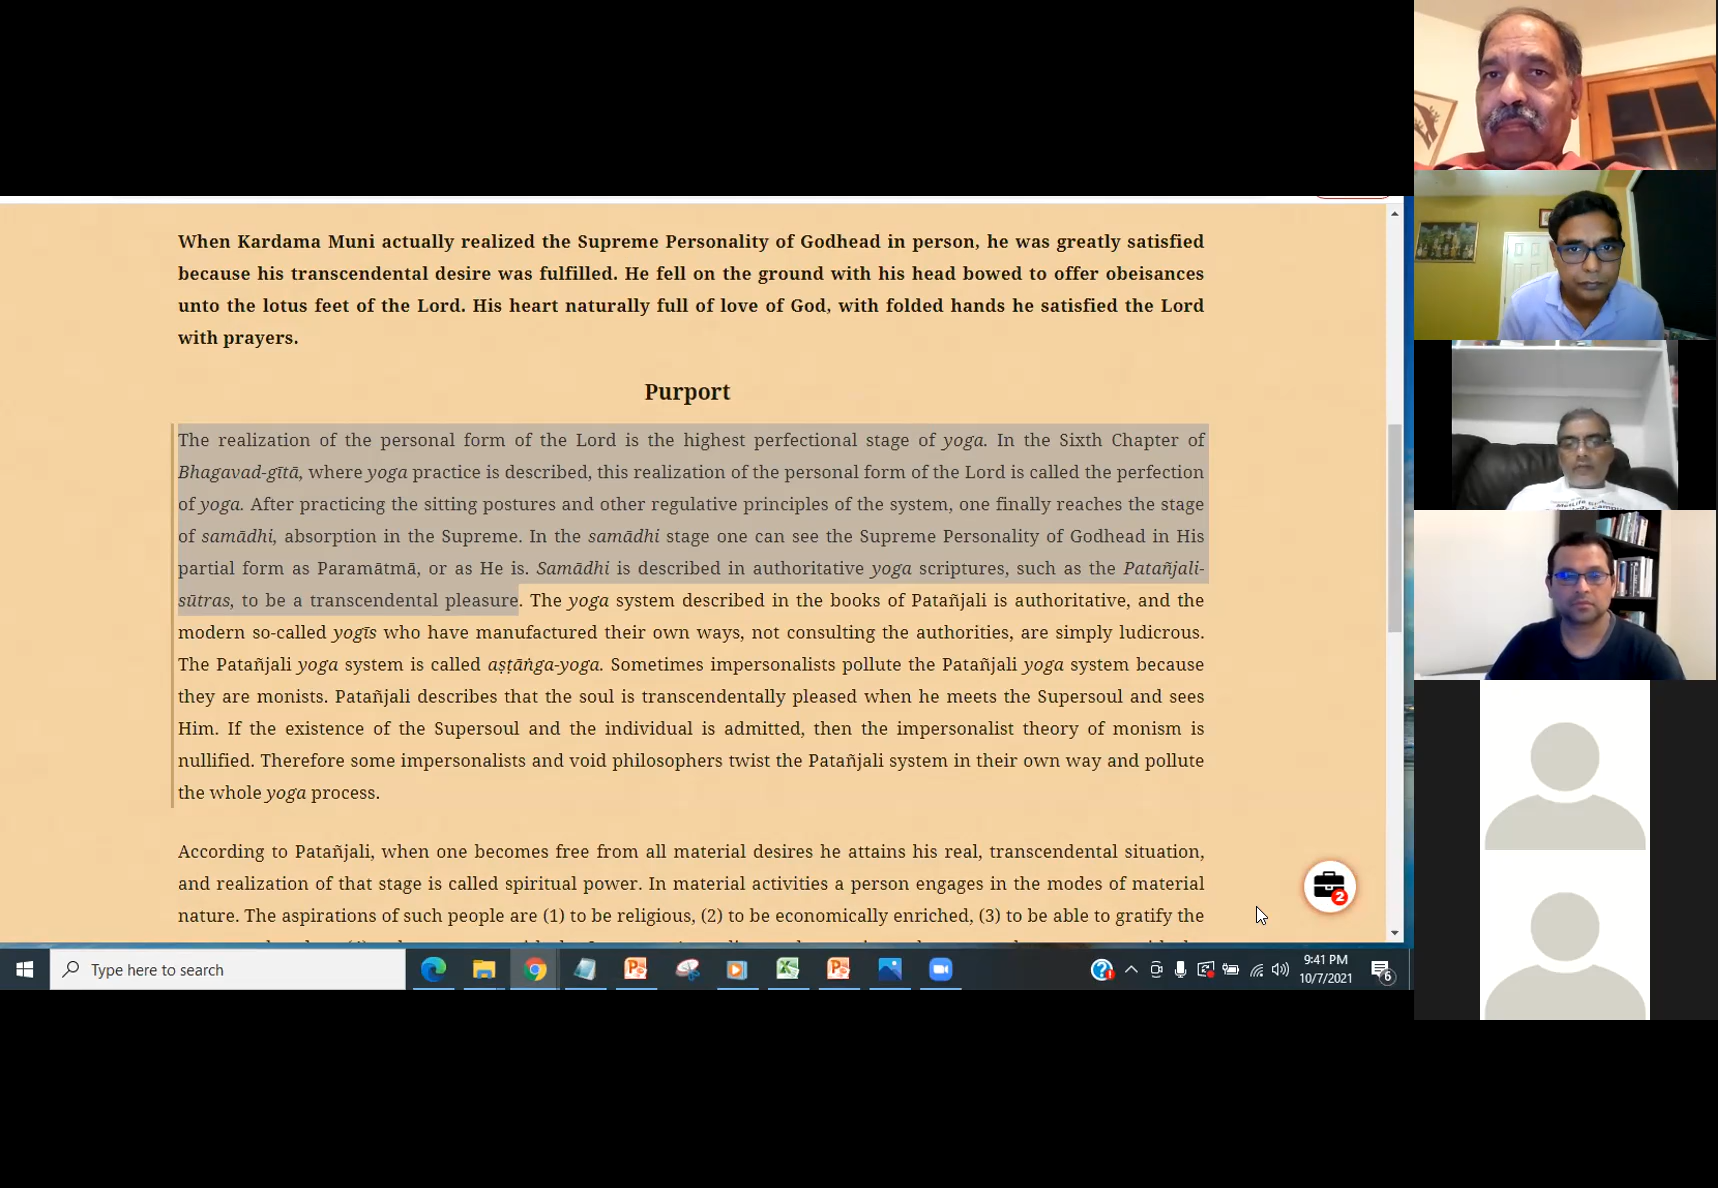 When Kardama Muni actually realized the Supreme Personality of Godhead in person, he was greatly satisfied
because his transcendental desire was fulfilled. He fell on the ground with his head bowed to offer obeisances
unto the lotus feet of the Lord. His heart naturally full of love of God, with folded hands he satisfied the Lord
with prayers.
Purport
The realization of the personal form of the Lord is the highest perfectional stage of yoga. In the Sixth Chapter of
Bhagavad-gītā, where yoga practice is described, this realization of the personal form of the Lord is called the perfection
of yoga. After practicing the sitting postures and other regulative principles of the system, one finally reaches the stage
of samādhi, absorption in the Supreme. In the samādhi stage one can see the Supreme Personality of Godhead in His
partial form as Paramātmā, or as He is. Samādhi is described in authoritative yoga scriptures, such as the Patañjali-
sūtras, to be a transcendental pleasure. The yoga system described in the books of Patañjali is authoritative, and the
modern so-called yogīs who have manufactured their own ways, not consulting the authorities, are simply ludicrous.
The Patañjali yoga system is called aṣṭāṅga-yoga. Sometimes impersonalists pollute the Patañjali yoga system because
they are monists. Patañjali describes that the soul is transcendentally pleased when he meets the Supersoul and sees
Him. If the existence of the Supersoul and the individual is admitted, then the impersonalist theory of monism is
nullified. Therefore some impersonalists and void philosophers twist the Patañjali system in their own way and pollute
the whole yoga process.
According to Patañjali, when one becomes free from all material desires he attains his real, transcendental situation,
and realization of that stage is called spiritual power. In material activities a person engages in the modes of material
nature. The aspirations of such people are (1) to be religious, (2) to be economically enriched, (3) to be able to gratify the
2
Type here to search
9:41 PM
10/7/2021
6